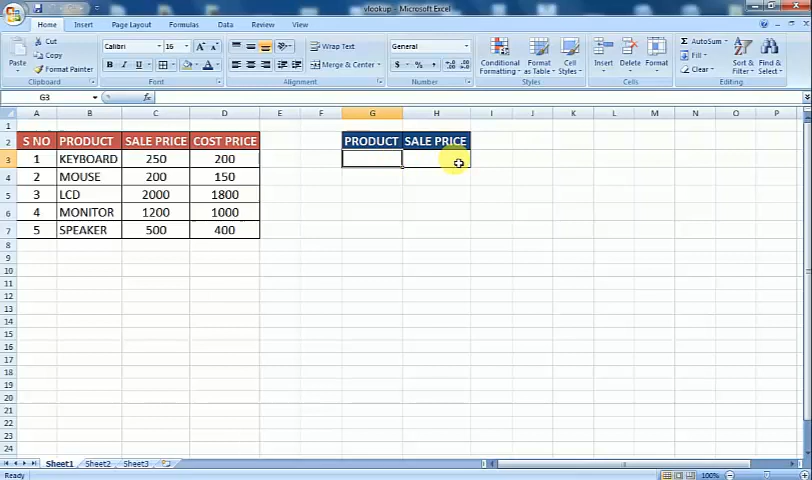 vlookup - Microsoft Excel
Home Insert Page Layout Formulas Data Review View
Paste Cut Copy Format Painter Calibri 16 Wrap Text Merge & Center General Conditional Formatting Format as Table Cell Styles Insert Delete Format AutoSum Fill Clear Sort & Filter Find & Select
Clipboard Font Alignment Number Styles Cells Editing
G3 fx
A B C D E F G H I J K L M N O P
1
2 S NO PRODUCT SALE PRICE COST PRICE PRODUCT SALE PRICE
3 1 KEYBOARD 250 200
4 2 MOUSE 200 150
5 3 LCD 2000 1800
6 4 MONITOR 1200 1000
7 5 SPEAKER 500 400
8
9
10
11
12
13
14
15
16
17
18
19
20
21
22
23
24
Sheet1 Sheet2 Sheet3
Ready 100%